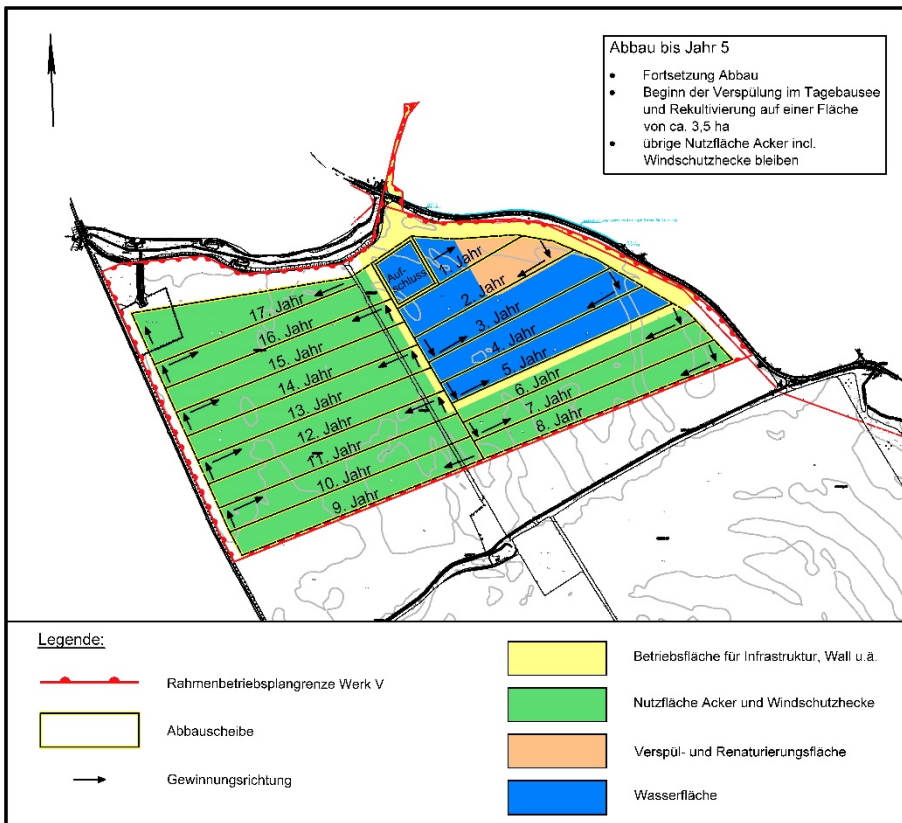 Abbau bis Jahr 5
• Fortsetzung Abbau
• Beginn der Verspülung im Tagebausee
und Rekultivierung auf einer Fläche
von ca. 3,5 ha
• übrige Nutzfläche Acker incl.
Windschutzhecke bleiben
Auf-
schluss
1. Jahr
2. Jahr
3. Jahr
4. Jahr
5. Jahr
6. Jahr
7. Jahr
8. Jahr
17. Jahr
16. Jahr
15. Jahr
14. Jahr
13. Jahr
12. Jahr
11. Jahr
10. Jahr
9. Jahr
Legende:
Rahmenbetriebsplangrenze Werk V
Abbauscheibe
Gewinnungsrichtung
Betriebsfläche für Infrastruktur, Wall u.ä.
Nutzfläche Acker und Windschutzhecke
Verspül- und Renaturierungsfläche
Wasserfläche